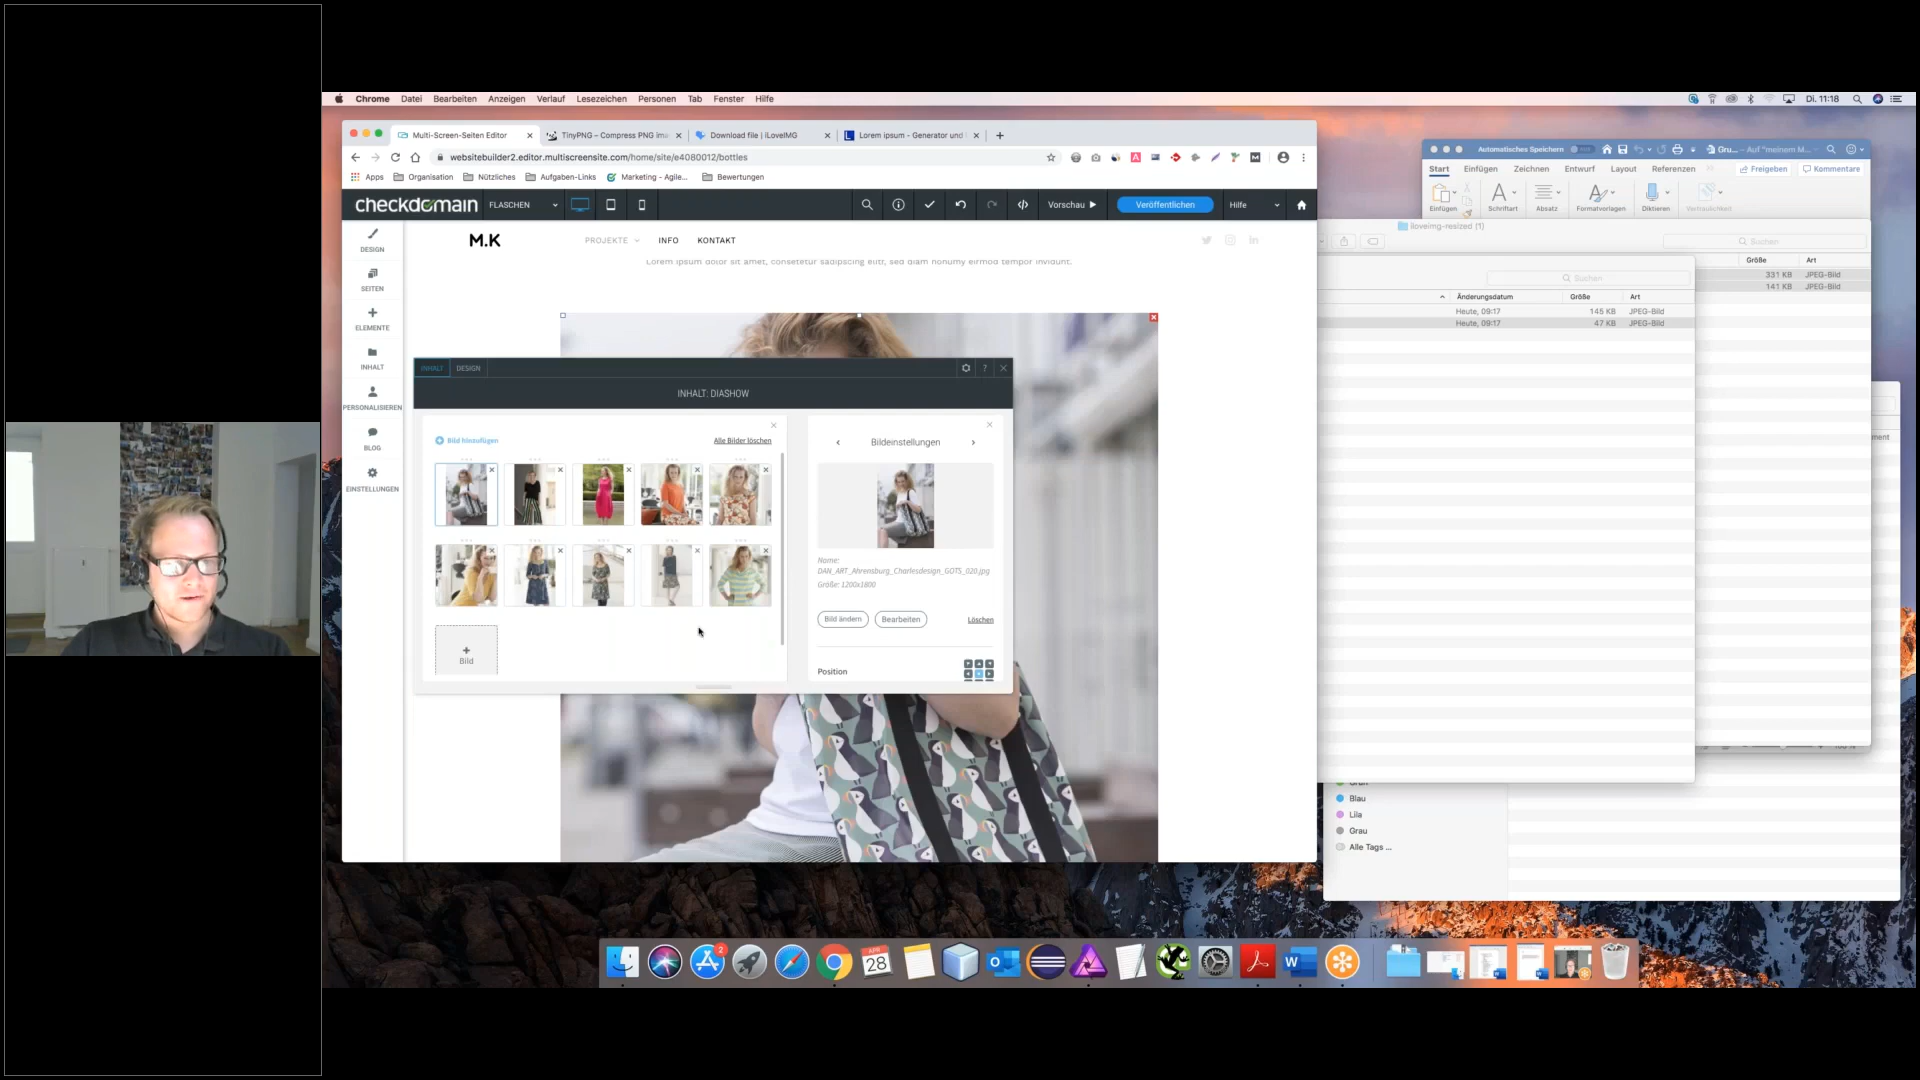 Chrome Datei Bearbeiten Anzeigen Verlauf Lesezeichen Personen Tab Fenster Hilfe
Di. 11:18
Multi-Screen-Seiten Editor
TinyPNG – Compress PNG ima
Download file | iLoveIMG
Lorem ipsum - Generator und
websitebuilder2.editor.multiscreensite.com/home/site/e4080012/bottles
Apps Organisation Nützliches Aufgaben-Links Marketing - Agile... Bewertungen
checkdomain FLASCHEN Vorschau Veröffentlichen Hilfe
DESIGN
SEITEN
ELEMENTE
INHALT
PERSONALISIEREN
BLOG
EINSTELLUNGEN
M.K PROJEKTE INFO KONTAKT
Lorem ipsum dolor sit amet, consetetur sadipscing elitr, sed diam nonumy eirmod tempor invidunt.
INHALT DESIGN ?
INHALT: DIASHOW
Bild hinzufügen Alle Bilder löschen
Bild
Bildeinstellungen
Name:
DAN_ART_Ahrensburg_Charlesdesign_GOTS_020.jpg
Größe: 1200x1800
Bild ändern Bearbeiten Löschen
Position
Automatisches Speichern Gru... – Auf "meinem M...
Start Einfügen Zeichnen Entwurf Layout Referenzen Freigeben Kommentare
Einfügen Schriftart Absatz Formatvorlagen Diktieren
iloveimg-resized (1)
Suchen
Größe Art
331 KB JPEG-Bild
141 KB JPEG-Bild
Suchen
Änderungsdatum Größe Art
Heute, 09:17 145 KB JPEG-Bild
Heute, 09:17 47 KB JPEG-Bild
Blau
Lila
Grau
Alle Tags ...
2
APR
28